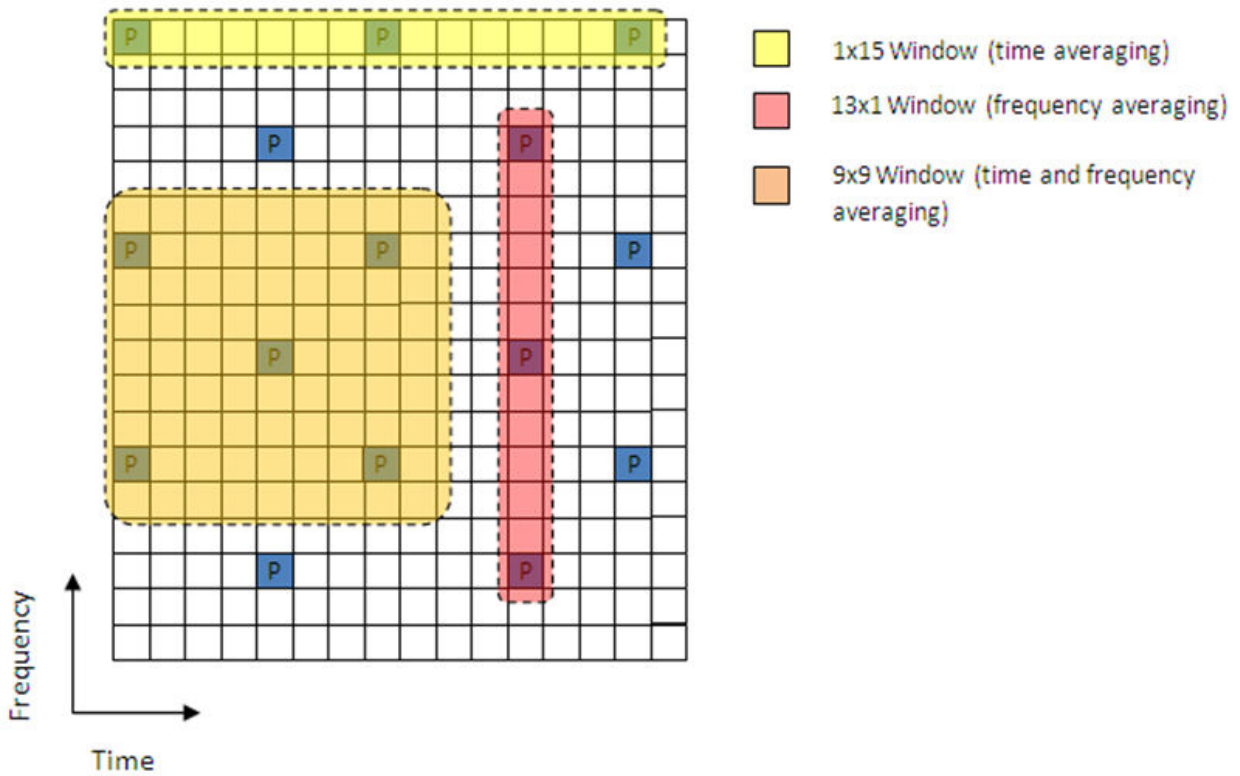 P P P
1x15 Window (time averaging)
13x1 Window (frequency averaging)
P P
9x9 Window (time and frequency
averaging)
P P P
P P
P P P
P P
Frequency
Time